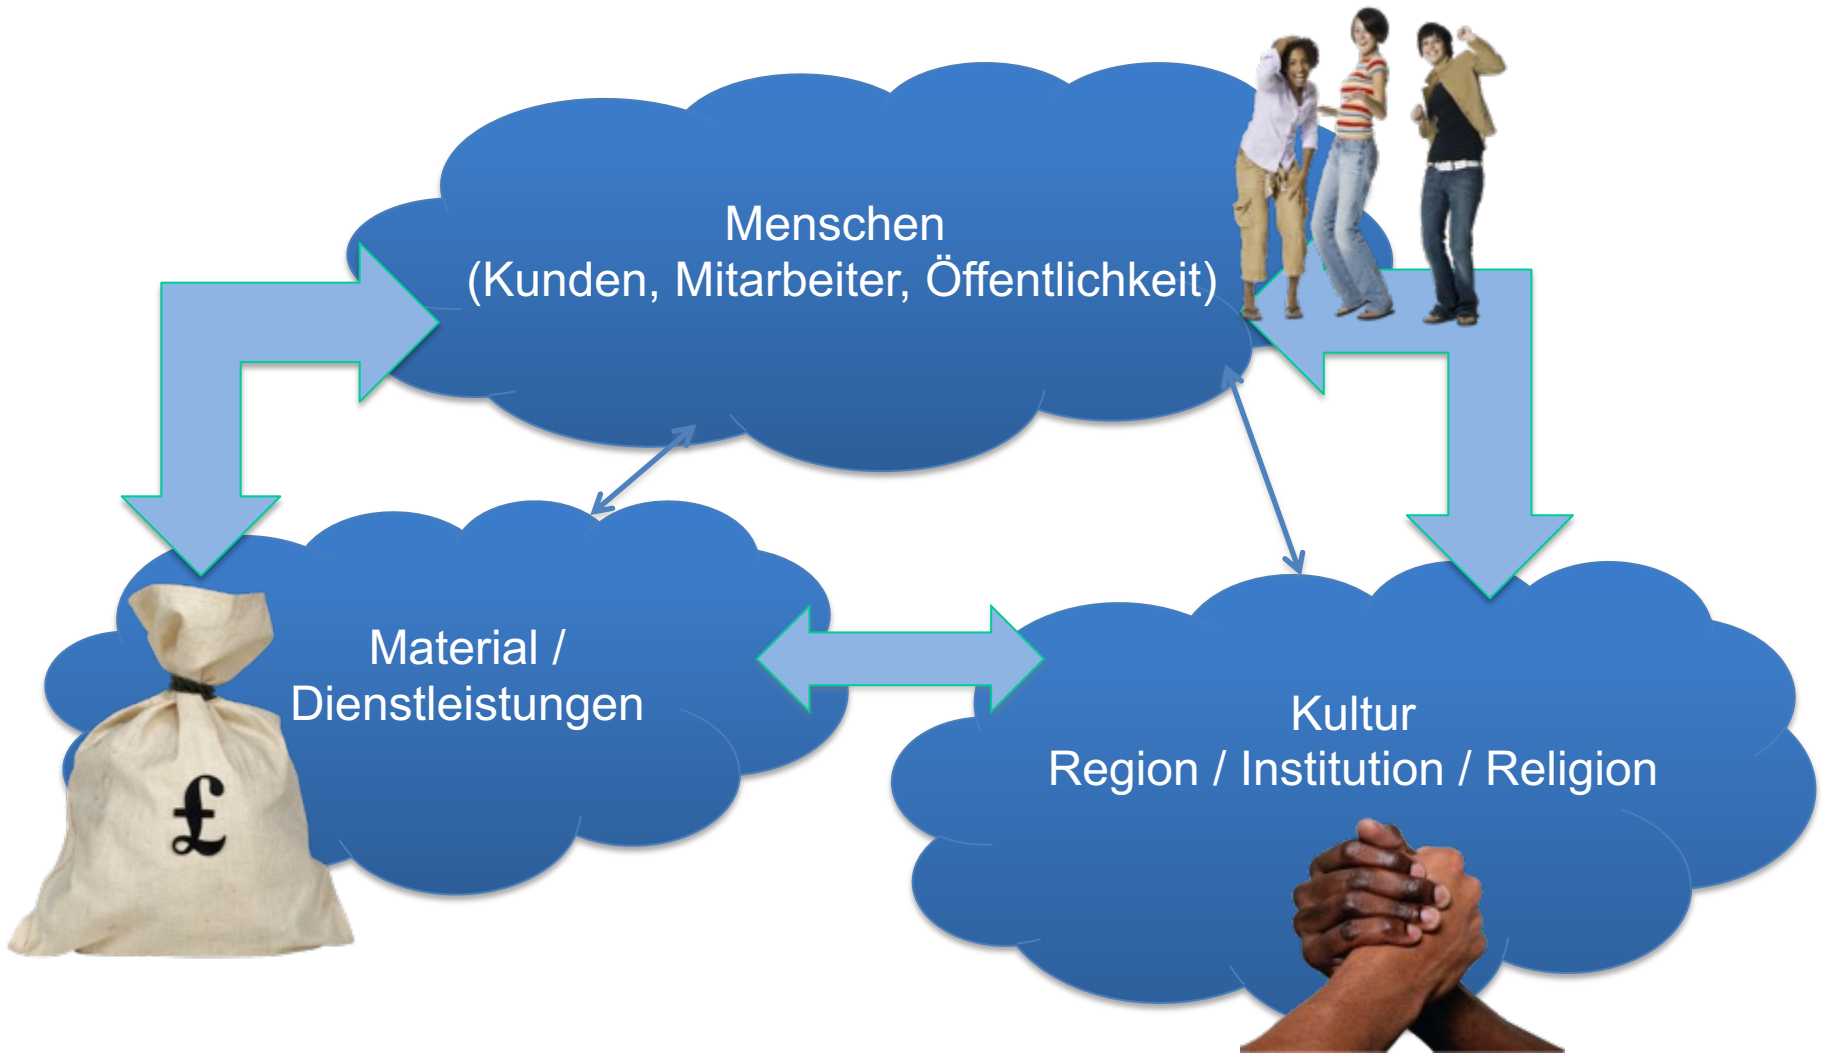 Menschen
(Kunden, Mitarbeiter, Öffentlichkeit)
Material /
Dienstleistungen
£
Kultur
Region / Institution / Religion